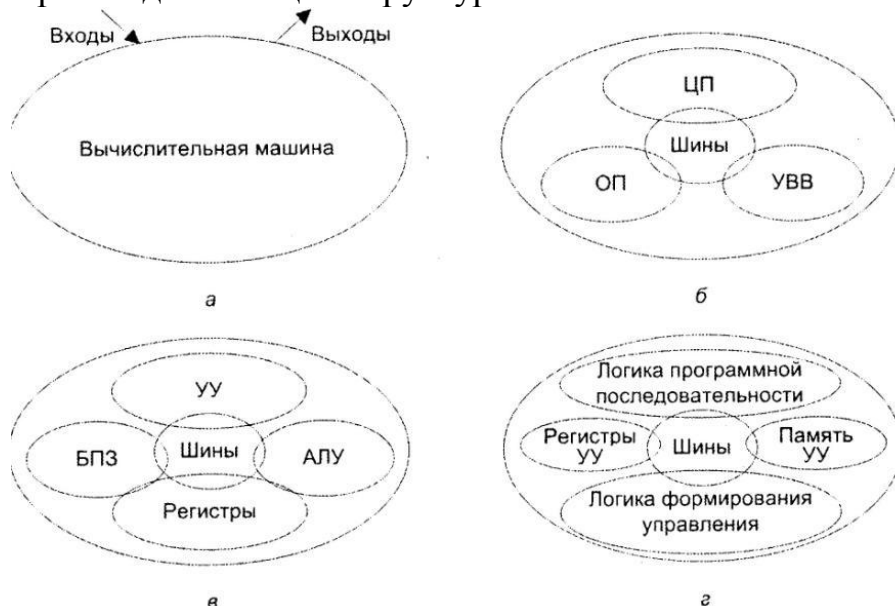 Входы
Выходы
Вычислительная машина
а
ЦП
Шины
ОП
УВВ
б
УУ
БПЗ
Шины
АЛУ
Регистры
в
Логика программной
последовательности
Регистры
УУ
Шины
Память
УУ
Логика формирования
управления
г